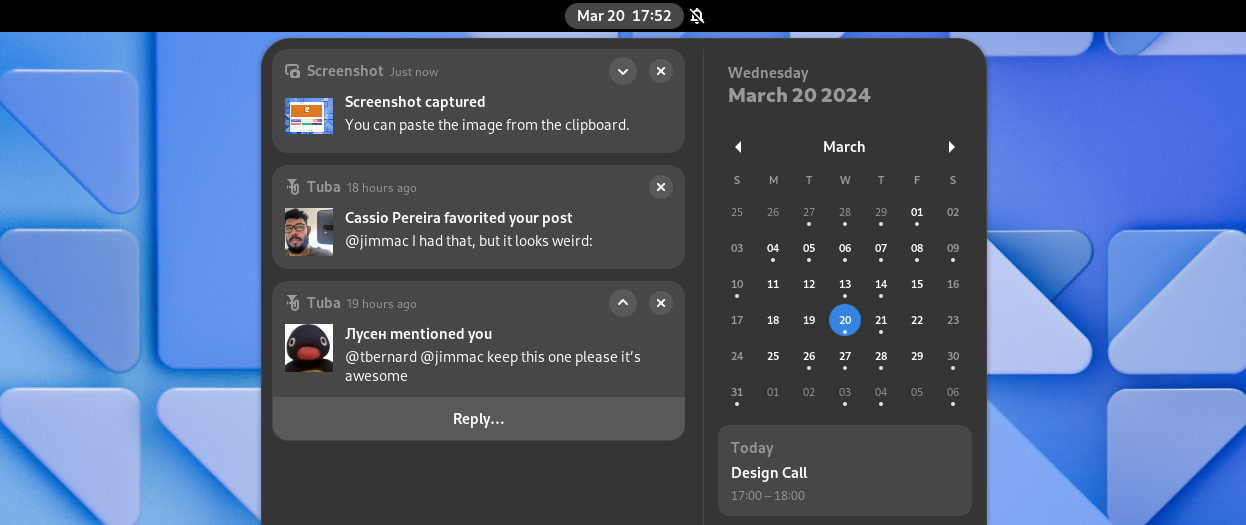 Mar 20 17:52
Screenshot Just now
Screenshot captured
You can paste the image from the clipboard.
Tuba 18 hours ago
Cassio Pereira favorited your post
@jimmac I had that, but it looks weird:
Tuba 19 hours ago
Лусен mentioned you
@tbernard @jimmac keep this one please it’s
awesome
Reply…
Wednesday
March 20 2024
March
S M T W T F S
25 26 27 28 29 01 02
03 04 05 06 07 08 09
10 11 12 13 14 15 16
17 18 19 20 21 22 23
24 25 26 27 28 29 30
31 01 02 03 04 05 06
Today
Design Call
17:00 – 18:00